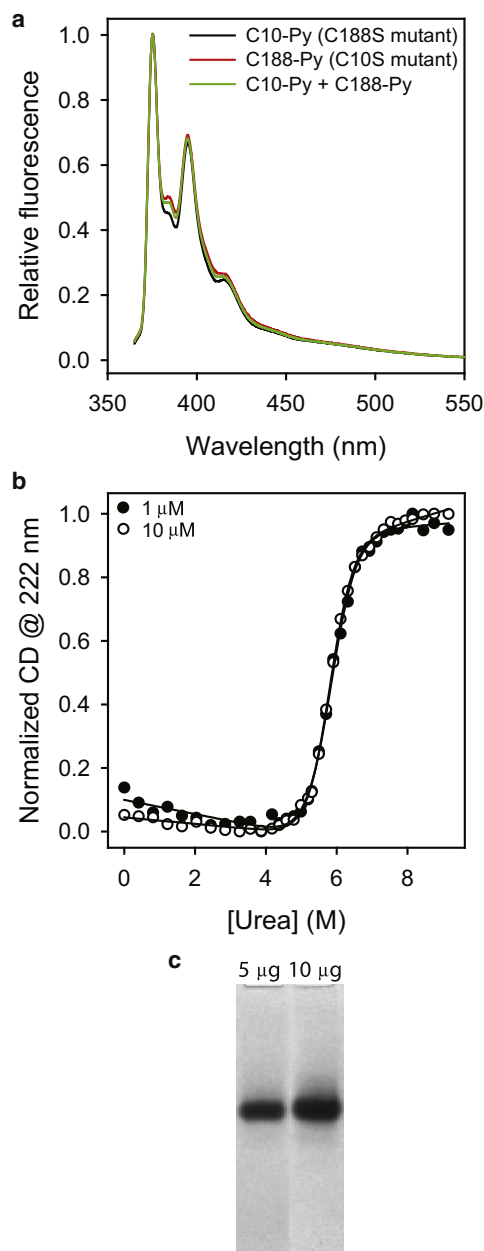 a
C10-Py (C188S mutant)
C188-Py (C10S mutant)
C10-Py + C188-Py
Relative fluorescence
1.0
0.8
0.6
0.4
0.2
0.0
350 400 450 500 550
Wavelength (nm)
b
1 μM
10 μM
Normalized CD @ 222 nm
1.0
0.8
0.6
0.4
0.2
0.0
0 2 4 6 8
[Urea] (M)
c
5 μg 10 μg